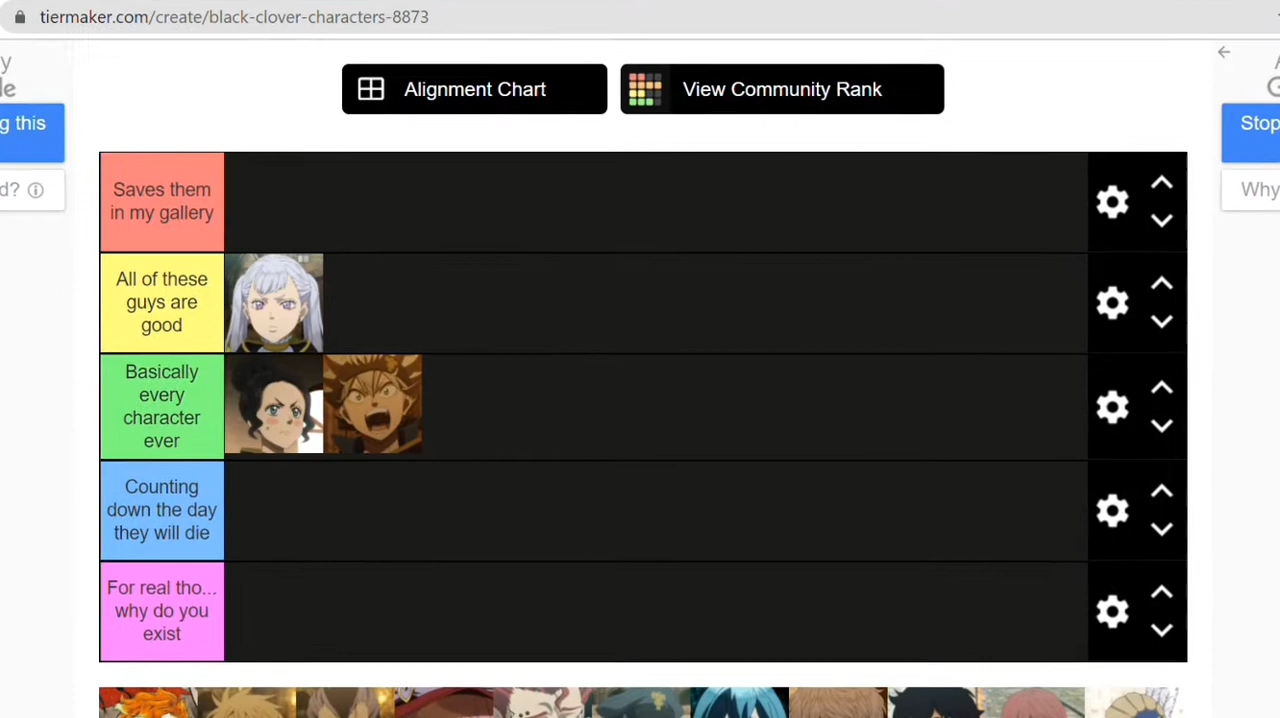 tiermaker.com/create/black-clover-characters-8873
y
le
g this
d?
Alignment Chart
View Community Rank
Stop
Why
Saves them
in my gallery
All of these
guys are
good
Basically
every
character
ever
Counting
down the day
they will die
For real tho...
why do you
exist